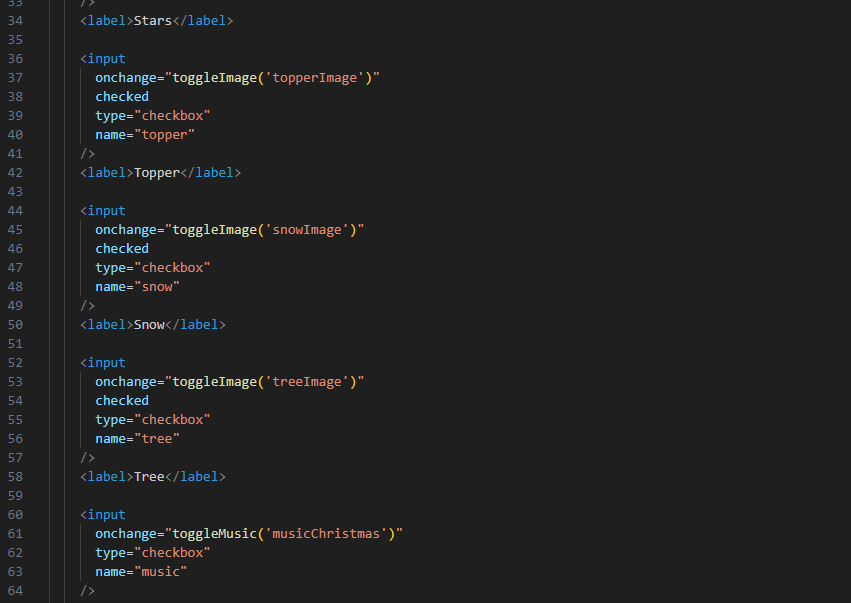 33 />
34 <label>Stars</label>
35
36 <input
37 onchange="toggleImage('topperImage')"
38 checked
39 type="checkbox"
40 name="topper"
41 />
42 <label>Topper</label>
43
44 <input
45 onchange="toggleImage('snowImage')"
46 checked
47 type="checkbox"
48 name="snow"
49 />
50 <label>Snow</label>
51
52 <input
53 onchange="toggleImage('treeImage')"
54 checked
55 type="checkbox"
56 name="tree"
57 />
58 <label>Tree</label>
59
60 <input
61 onchange="toggleMusic('musicChristmas')"
62 type="checkbox"
63 name="music"
64 />